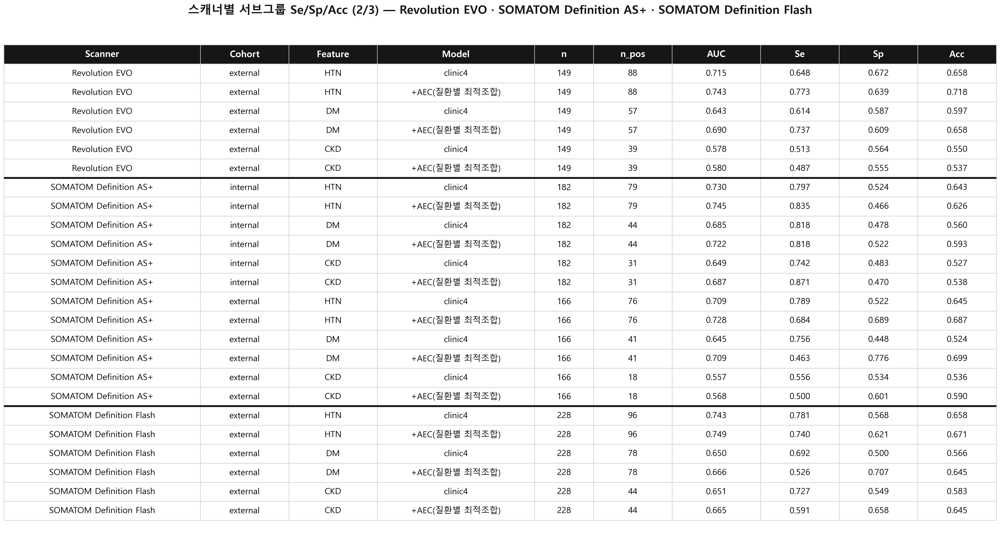 스캐너별 서브그룹 Se/Sp/Acc (2/3) — Revolution EVO · SOMATOM Definition AS+ · SOMATOM Definition Flash
Scanner Cohort Feature Model n n_pos AUC Se Sp Acc
Revolution EVO external HTN clinic4 149 88 0.715 0.648 0.672 0.658
Revolution EVO external HTN +AEC(질환별 최적조합) 149 88 0.743 0.773 0.639 0.718
Revolution EVO external DM clinic4 149 57 0.643 0.614 0.587 0.597
Revolution EVO external DM +AEC(질환별 최적조합) 149 57 0.690 0.737 0.609 0.658
Revolution EVO external CKD clinic4 149 39 0.578 0.513 0.564 0.550
Revolution EVO external CKD +AEC(질환별 최적조합) 149 39 0.580 0.487 0.555 0.537
SOMATOM Definition AS+ internal HTN clinic4 182 79 0.730 0.797 0.524 0.643
SOMATOM Definition AS+ internal HTN +AEC(질환별 최적조합) 182 79 0.745 0.835 0.466 0.626
SOMATOM Definition AS+ internal DM clinic4 182 44 0.685 0.818 0.478 0.560
SOMATOM Definition AS+ internal DM +AEC(질환별 최적조합) 182 44 0.722 0.818 0.522 0.593
SOMATOM Definition AS+ internal CKD clinic4 182 31 0.649 0.742 0.483 0.527
SOMATOM Definition AS+ internal CKD +AEC(질환별 최적조합) 182 31 0.687 0.871 0.470 0.538
SOMATOM Definition AS+ external HTN clinic4 166 76 0.709 0.789 0.522 0.645
SOMATOM Definition AS+ external HTN +AEC(질환별 최적조합) 166 76 0.728 0.684 0.689 0.687
SOMATOM Definition AS+ external DM clinic4 166 41 0.645 0.756 0.448 0.524
SOMATOM Definition AS+ external DM +AEC(질환별 최적조합) 166 41 0.709 0.463 0.776 0.699
SOMATOM Definition AS+ external CKD clinic4 166 18 0.557 0.556 0.534 0.536
SOMATOM Definition AS+ external CKD +AEC(질환별 최적조합) 166 18 0.568 0.500 0.601 0.590
SOMATOM Definition Flash external HTN clinic4 228 96 0.743 0.781 0.568 0.658
SOMATOM Definition Flash external HTN +AEC(질환별 최적조합) 228 96 0.749 0.740 0.621 0.671
SOMATOM Definition Flash external DM clinic4 228 78 0.650 0.692 0.500 0.566
SOMATOM Definition Flash external DM +AEC(질환별 최적조합) 228 78 0.666 0.526 0.707 0.645
SOMATOM Definition Flash external CKD clinic4 228 44 0.651 0.727 0.549 0.583
SOMATOM Definition Flash external CKD +AEC(질환별 최적조합) 228 44 0.665 0.591 0.658 0.645